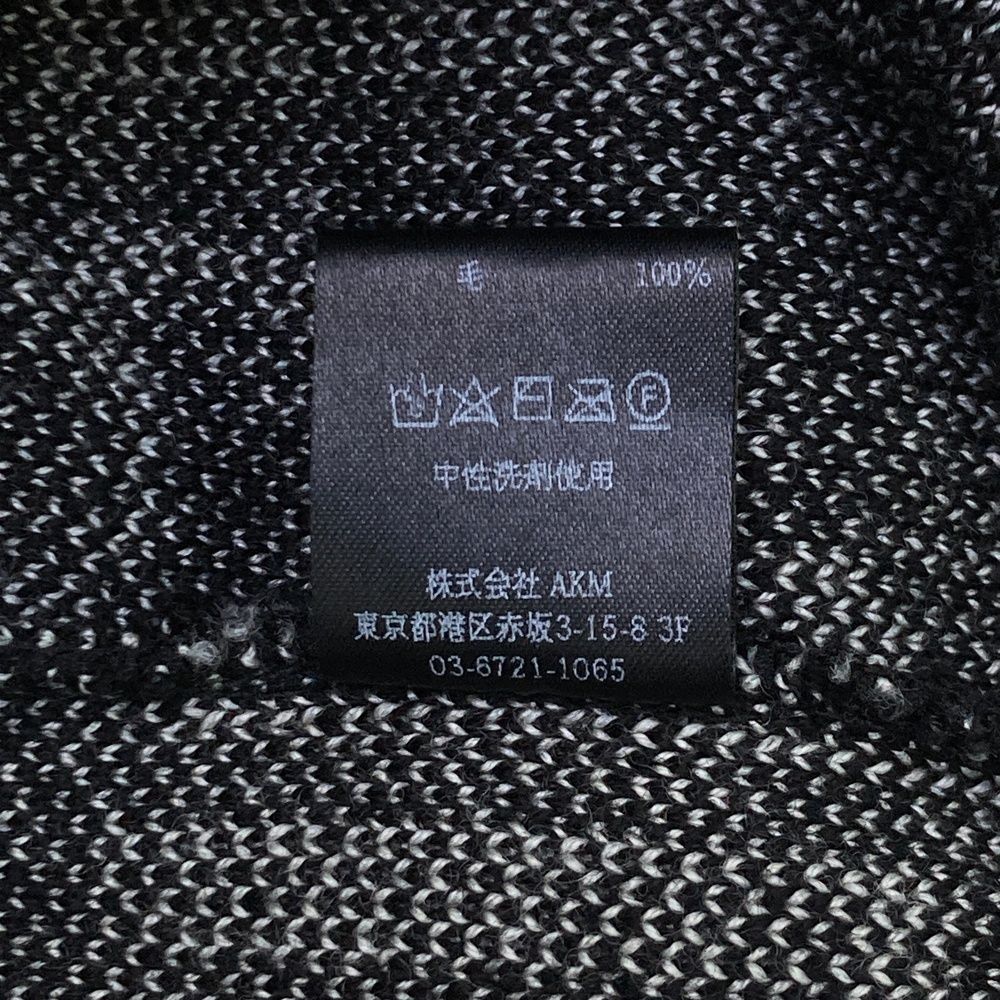 毛 100%
F
中性洗剤使用
株式会社 AKM
東京都港区赤坂3-15-8 3F
03-6721-1065